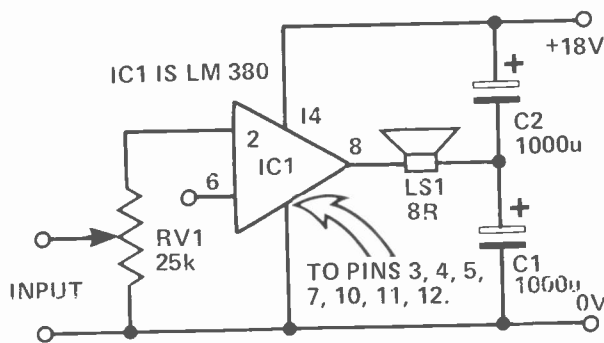 +18V
IC1 IS LM 380
+
14
C2
1000u
2
8
IC1
6
LS1
8R
+
RV1
25k
TO PINS 3, 4, 5,
7, 10, 11, 12.
C1
1000u
INPUT
0V